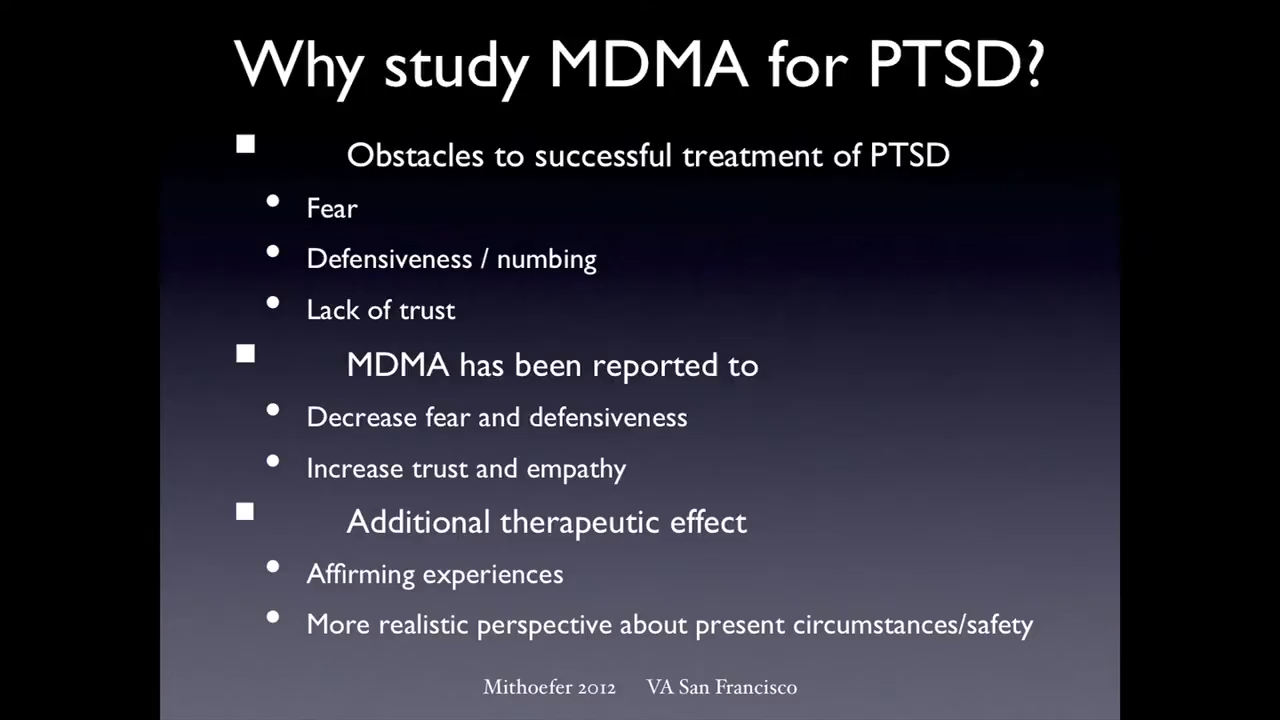 Why study MDMA for PTSD?
Obstacles to successful treatment of PTSD
Fear
Defensiveness / numbing
Lack of trust
MDMA has been reported to
Decrease fear and defensiveness
Increase trust and empathy
Additional therapeutic effect
Affirming experiences
More realistic perspective about present circumstances/safety
Mithoefer 2012 VA San Francisco